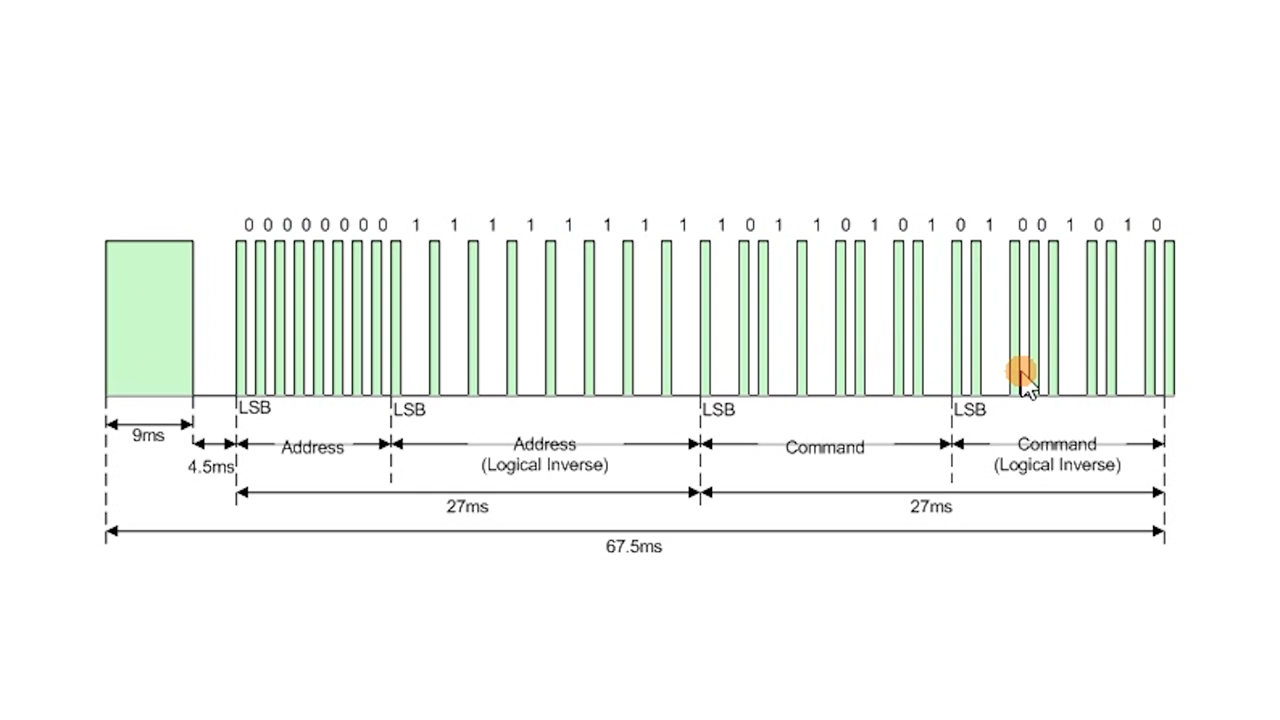 0 0 0 0 0 0 0 0 1 1 1 1 1 1 1 1 1 0 1 1 0 1 0 1 0 1 0 0 1 0 1 0
LSB
LSB
LSB
LSB
9ms
4.5ms
Address
Address
(Logical Inverse)
Command
Command
(Logical Inverse)
27ms
27ms
67.5ms